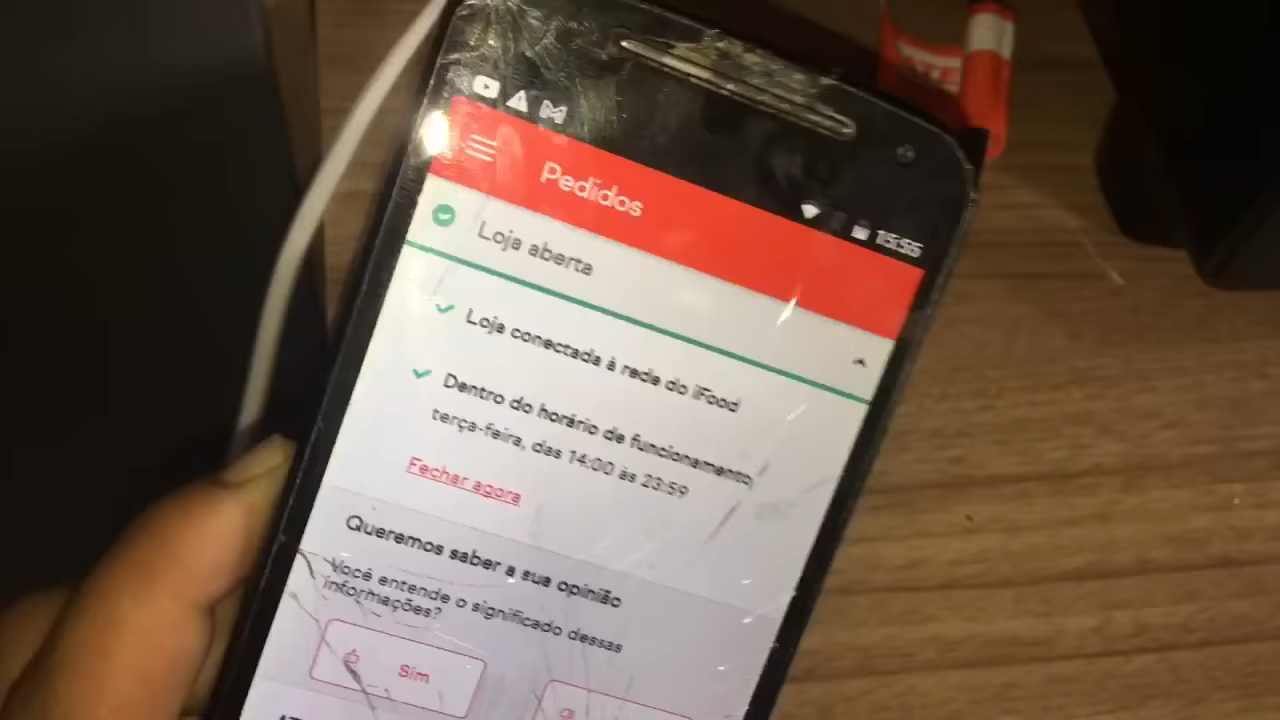 15:55
Pedidos
Loja aberta
Loja conectada à rede do iFood
Dentro do horário de funcionamento,
terça-feira, das 14:00 às 23:59
Fechar agora
Queremos saber a sua opinião
Você entende o significado dessas
informações?
Sim